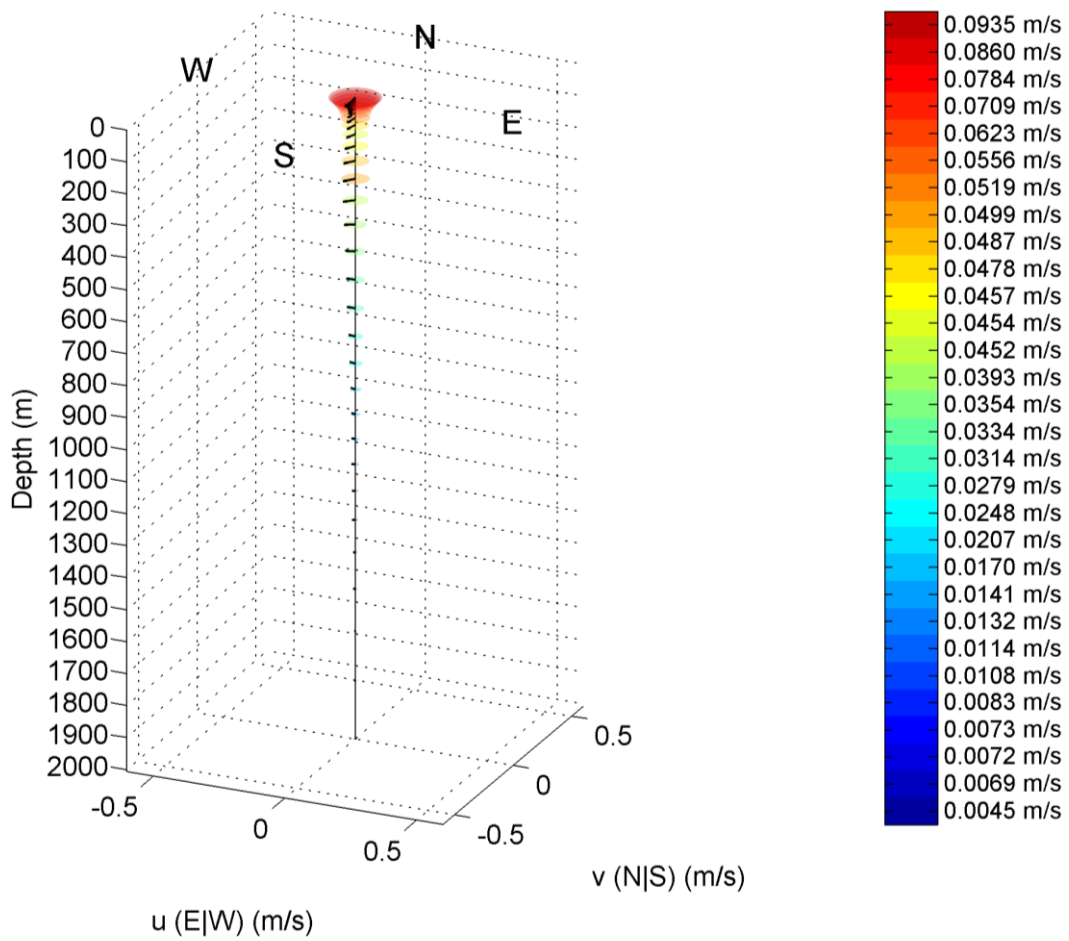 N
W
E
S
0
100
200
300
400
500
600
700
800
900
1000
1100
1200
1300
1400
1500
1600
1700
1800
1900
2000
Depth (m)
-0.5
0
0.5
u (E|W) (m/s)
-0.5
0
0.5
v (N|S) (m/s)
0.0935 m/s
0.0860 m/s
0.0784 m/s
0.0709 m/s
0.0623 m/s
0.0556 m/s
0.0519 m/s
0.0499 m/s
0.0487 m/s
0.0478 m/s
0.0457 m/s
0.0454 m/s
0.0452 m/s
0.0393 m/s
0.0354 m/s
0.0334 m/s
0.0314 m/s
0.0279 m/s
0.0248 m/s
0.0207 m/s
0.0170 m/s
0.0141 m/s
0.0132 m/s
0.0114 m/s
0.0108 m/s
0.0083 m/s
0.0073 m/s
0.0072 m/s
0.0069 m/s
0.0045 m/s